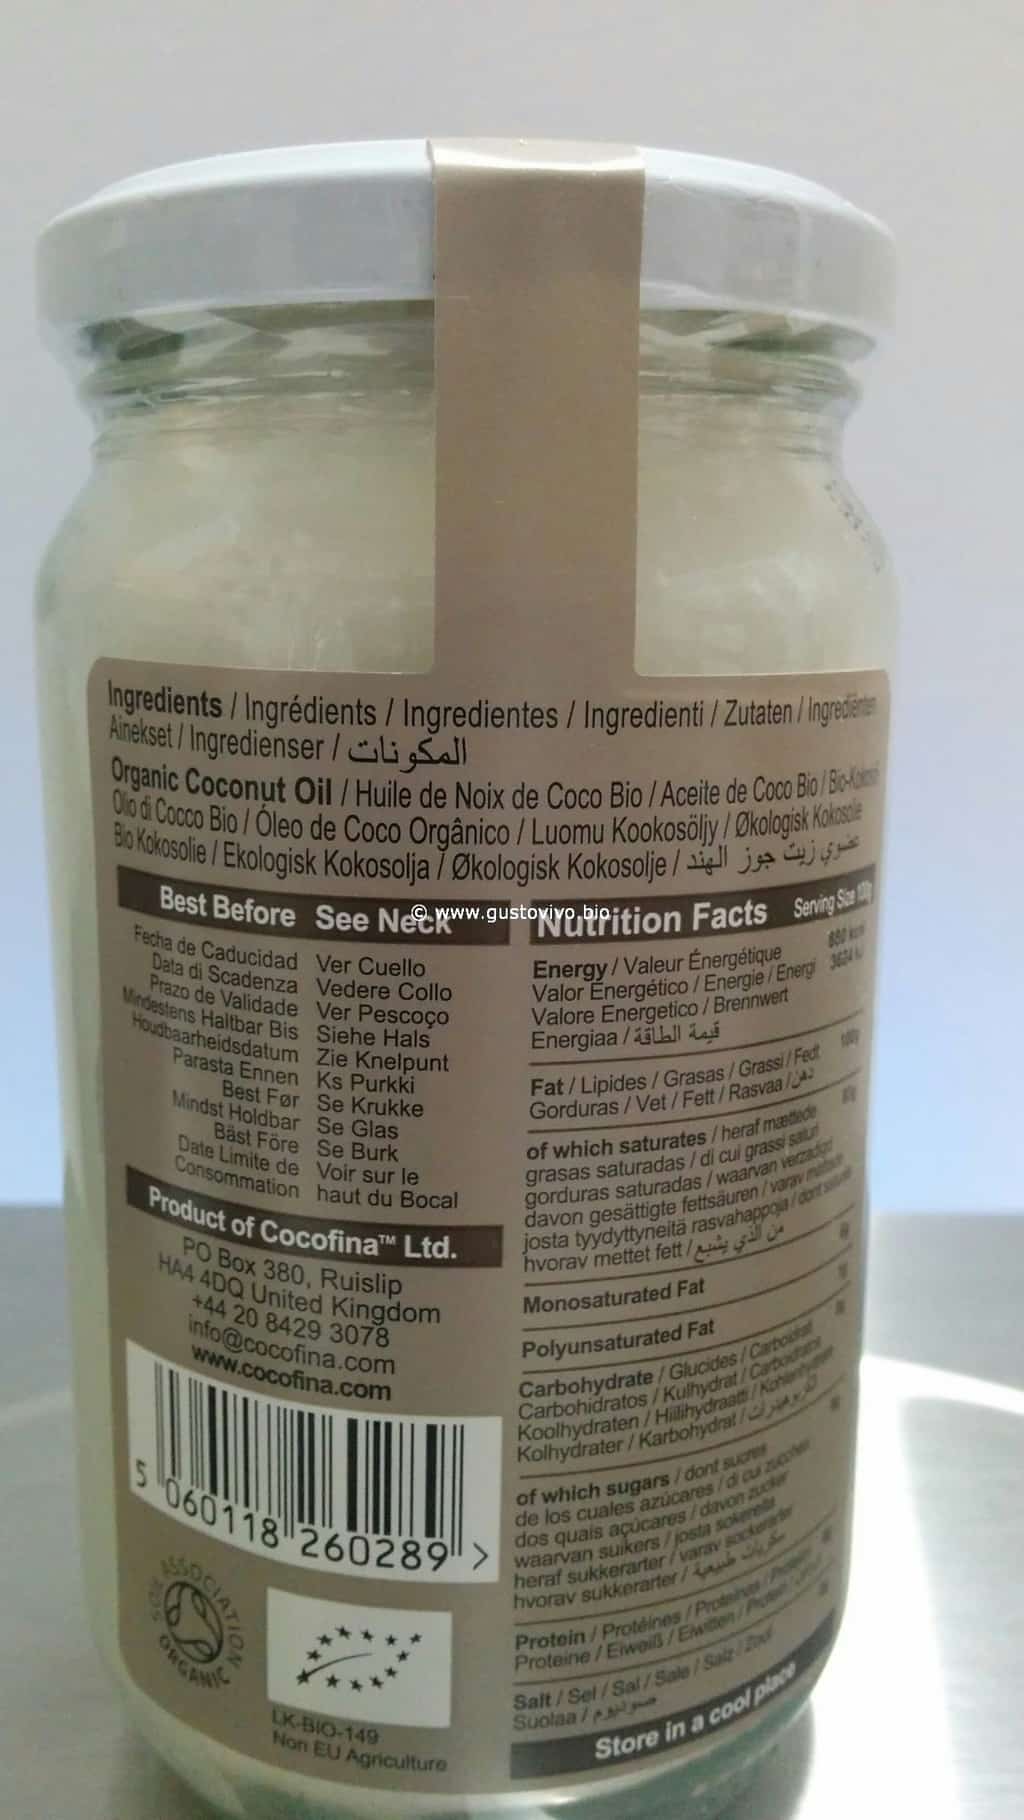 Ingredients / Ingrédients / Ingredientes / Ingredienti / Zutaten / Ingrediënten
Ainekset / Ingredienser / المكونات
Organic Coconut Oil / Huile de Noix de Coco Bio / Aceite de Coco Bio /
Olio di Cocco Bio / Óleo de Coco Orgânico / Luomu Kookosöljy / Økologisk Kokosolie
Bio Kokosolie / Ekologisk Kokosolja / Økologisk Kokosolje / عضوي زيت جوز الهند
Best Before See Neck
Fecha de Caducidad Ver Cuello
Data di Scadenza Vedere Collo
Prazo de Validade Ver Pescoço
Mindestens Haltbar Bis Siehe Hals
Houdbaarheidsdatum Zie Knelpunt
Parasta Ennen Ks Purkki
Best Før Se Krukke
Mindst Holdbar Se Glas
Bäst Före Se Burk
Date Limite de Voir sur le
Consommation haut du Bocal
Product of Cocofina™ Ltd.
PO Box 380, Ruislip
HA4 4DQ United Kingdom
+44 20 8429 3078
info@cocofina.com
www.cocofina.com
5 060118 260289 >
SOIL ASSOCIATION
ORGANIC
LK-BIO-149
Non EU Agriculture
© www.gustovivo.bio
Nutrition Facts Serving Size 100g
Energy / Valeur Énergétique
Valor Energético / Energie / Energi
Valore Energetico / Brennwert
Energiaa / قيمة الطاقة
Fat / Lipides / Grasas / Grassi / Fedt 100g
Gorduras / Vet / Fett / Rasvaa / دهن
of which saturates / heraf mættede
grasas saturadas / di cui grassi saturi
gorduras saturadas / waarvan verzadigd
davon gesättigte fettsäuren / varav mättade
josta tyydyttyneitä rasvahappoja / dont
hvorav mettet fett / من الذي يشبع
Monosaturated Fat
Polyunsaturated Fat
Carbohydrate / Glucides / Carboidrati
Carbohidratos / Kulhydrat / Carboidratos
Koolhydraten / Hiilihydraatti / Kohlenhydrate
Kolhydrater / Karbohydrat /
of which sugars / dont sucres
de los cuales azúcares / di cui zuccheri
dos quais açúcares / davon zucker
waarvan suikers / josta sokerella
heraf sukkerarter / varav sockerarter
hvorav sukkerarter /
Protein / Protéines / Proteínas /
Proteine / Eiweiß / Eiwitten /
Salt / Sel / Sal / Sale / Salz / Zout
Suolaa /
Store in a cool place